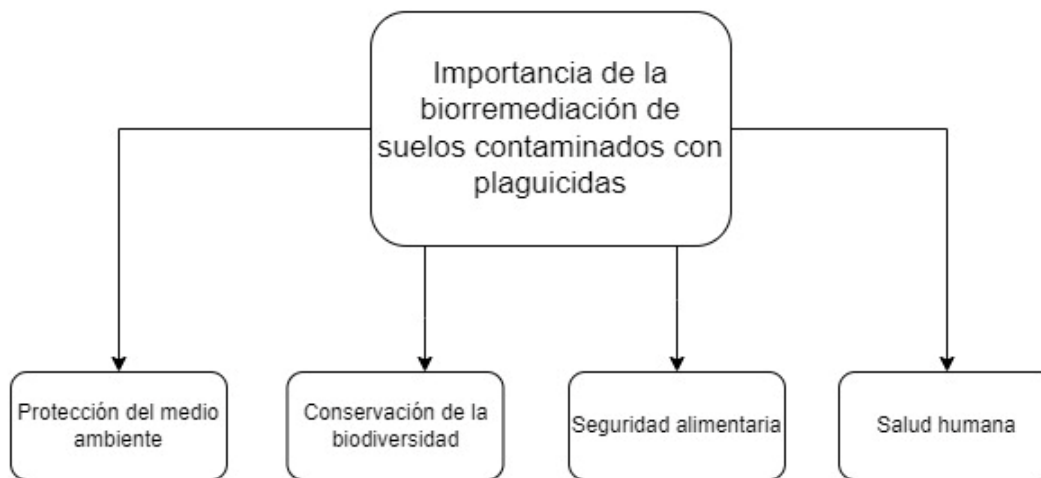 Importancia de la
biorremediación de
suelos contaminados con
plaguicidas
Protección del medio
ambiente
Conservación de la
biodiversidad
Seguridad alimentaria
Salud humana